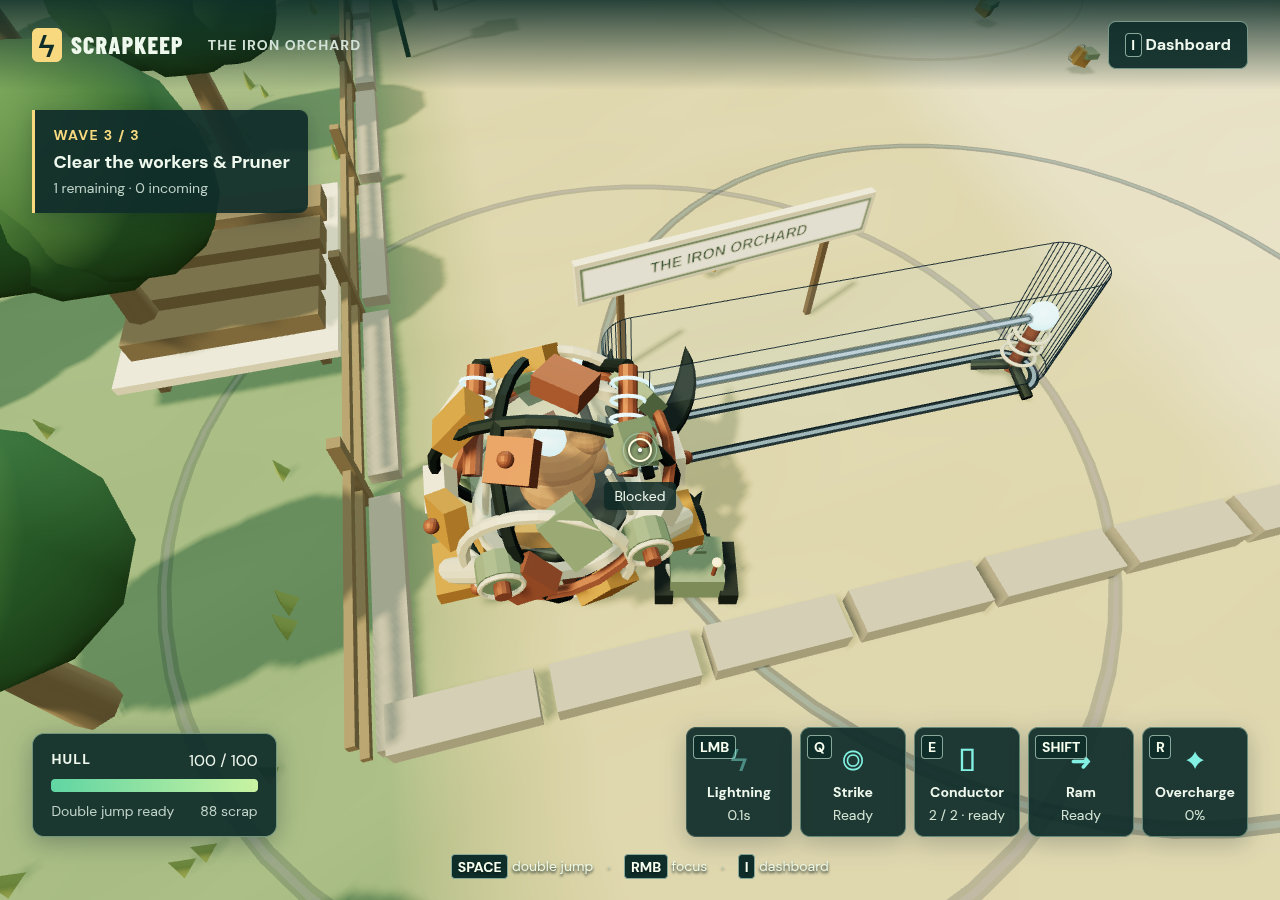 SCRAPKEEP THE IRON ORCHARD
I Dashboard
WAVE 3 / 3
Clear the workers & Pruner
1 remaining · 0 incoming
THE IRON ORCHARD
Blocked
HULL 100 / 100
Double jump ready 88 scrap
LMB
Lightning
0.1s
Q
Strike
Ready
E
Conductor
2 / 2 · ready
SHIFT
Ram
Ready
R
Overcharge
0%
SPACE double jump · RMB focus · I dashboard